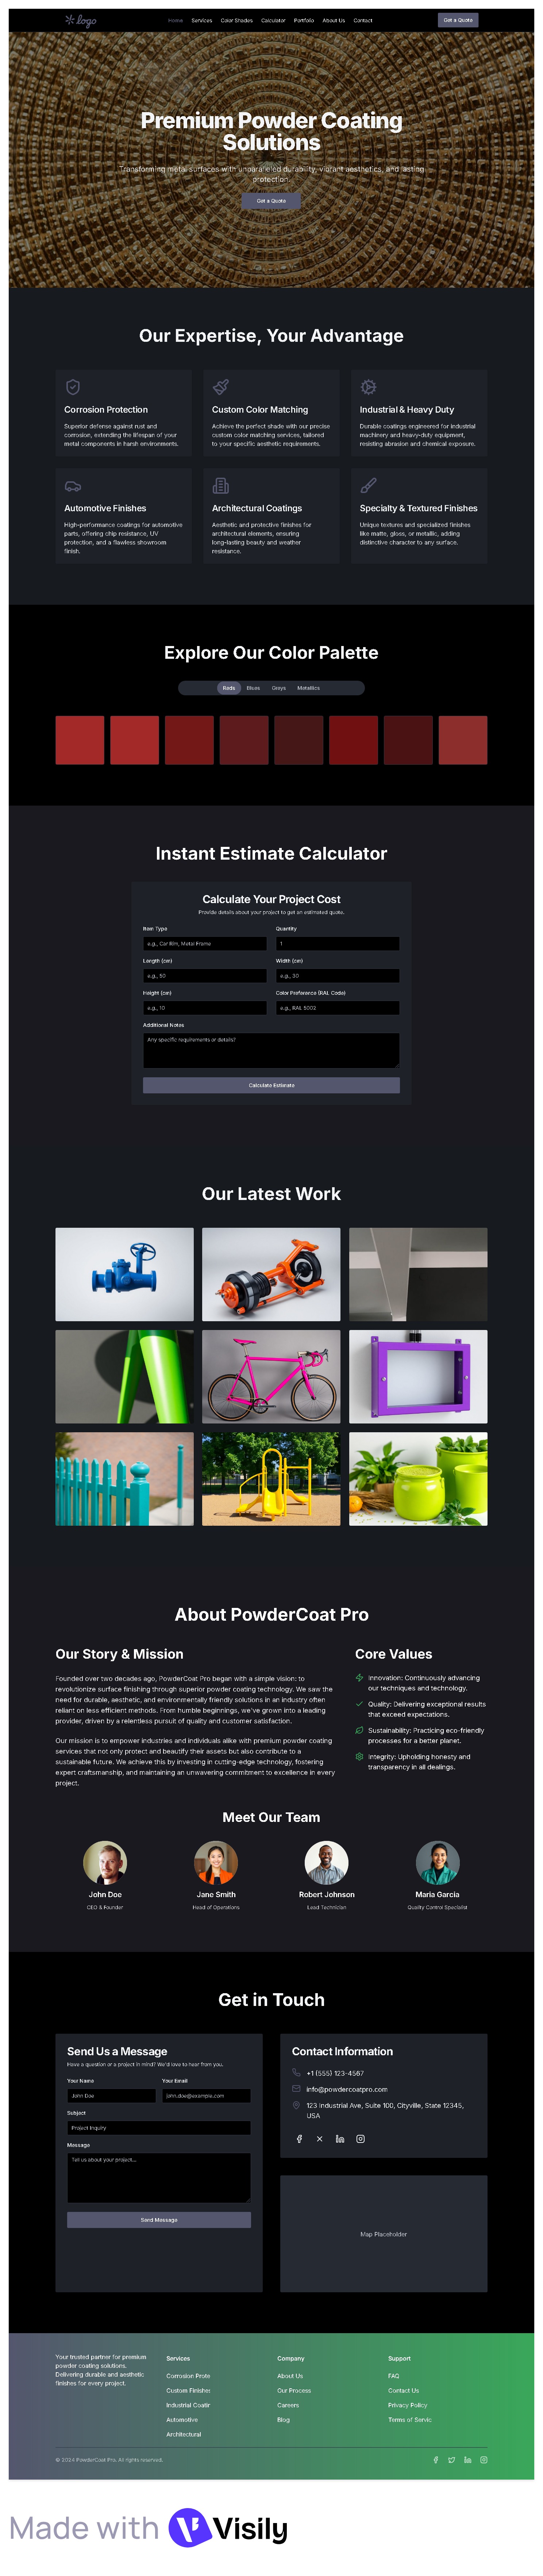 logo
Home Services Color Shades Calculator Portfolio About Us Contact
Get a Quote
Premium Powder Coating
Solutions
Transforming metal surfaces with unparalleled durability, vibrant aesthetics, and lasting
protection.
Get a Quote
Our Expertise, Your Advantage
Corrosion Protection
Superior defense against rust and
corrosion, extending the lifespan of your
metal components in harsh environments.
Custom Color Matching
Achieve the perfect shade with our precise
custom color matching services, tailored
to your specific aesthetic requirements.
Industrial & Heavy Duty
Durable coatings engineered for industrial
machinery and heavy-duty equipment,
resisting abrasion and chemical exposure.
Automotive Finishes
High-performance coatings for automotive
parts, offering chip resistance, UV
protection, and a flawless showroom
finish.
Architectural Coatings
Aesthetic and protective finishes for
architectural elements, ensuring
long-lasting beauty and weather
resistance.
Specialty & Textured Finishes
Unique textures and specialized finishes
like matte, gloss, or metallic, adding
distinctive character to any surface.
Explore Our Color Palette
Reds Blues Greys Metallics
Instant Estimate Calculator
Calculate Your Project Cost
Provide details about your project to get an estimated quote.
Item Type
e.g., Car Rim, Metal Frame
Quantity
1
Length (cm)
e.g., 50
Width (cm)
e.g., 30
Height (cm)
e.g., 10
Color Preference (RAL Code)
e.g., RAL 5002
Additional Notes
Any specific requirements or details?
Calculate Estimate
Our Latest Work
About PowderCoat Pro
Our Story & Mission
Founded over two decades ago, PowderCoat Pro began with a simple vision: to
revolutionize surface finishing through superior powder coating technology. We saw the
need for durable, aesthetic, and environmentally friendly solutions in an industry often
reliant on less efficient methods. From humble beginnings, we've grown into a leading
provider, driven by a relentless pursuit of quality and customer satisfaction.
Our mission is to empower industries and individuals alike with premium powder coating
services that not only protect and beautify their assets but also contribute to a
sustainable future. We achieve this by investing in cutting-edge technology, fostering
expert craftsmanship, and maintaining an unwavering commitment to excellence in every
project.
Core Values
Innovation: Continuously advancing
our techniques and technology.
Quality: Delivering exceptional results
that exceed expectations.
Sustainability: Practicing eco-friendly
processes for a better planet.
Integrity: Upholding honesty and
transparency in all dealings.
Meet Our Team
John Doe
CEO & Founder
Jane Smith
Head of Operations
Robert Johnson
Lead Technician
Maria Garcia
Quality Control Specialist
Get in Touch
Send Us a Message
Have a question or a project in mind? We'd love to hear from you.
Your Name
John Doe
Your Email
john.doe@example.com
Subject
Project Inquiry
Message
Tell us about your project...
Send Message
Contact Information
+1 (555) 123-4567
info@powdercoatpro.com
123 Industrial Ave, Suite 100, Cityville, State 12345,
USA
Map Placeholder
Your trusted partner for premium
powder coating solutions.
Delivering durable and aesthetic
finishes for every project.
Services
Corrosion Prote
Custom Finishes
Industrial Coatin
Automotive
Architectural
Company
About Us
Our Process
Careers
Blog
Support
FAQ
Contact Us
Privacy Policy
Terms of Servic
© 2024 PowderCoat Pro. All rights reserved.
Made with Visily